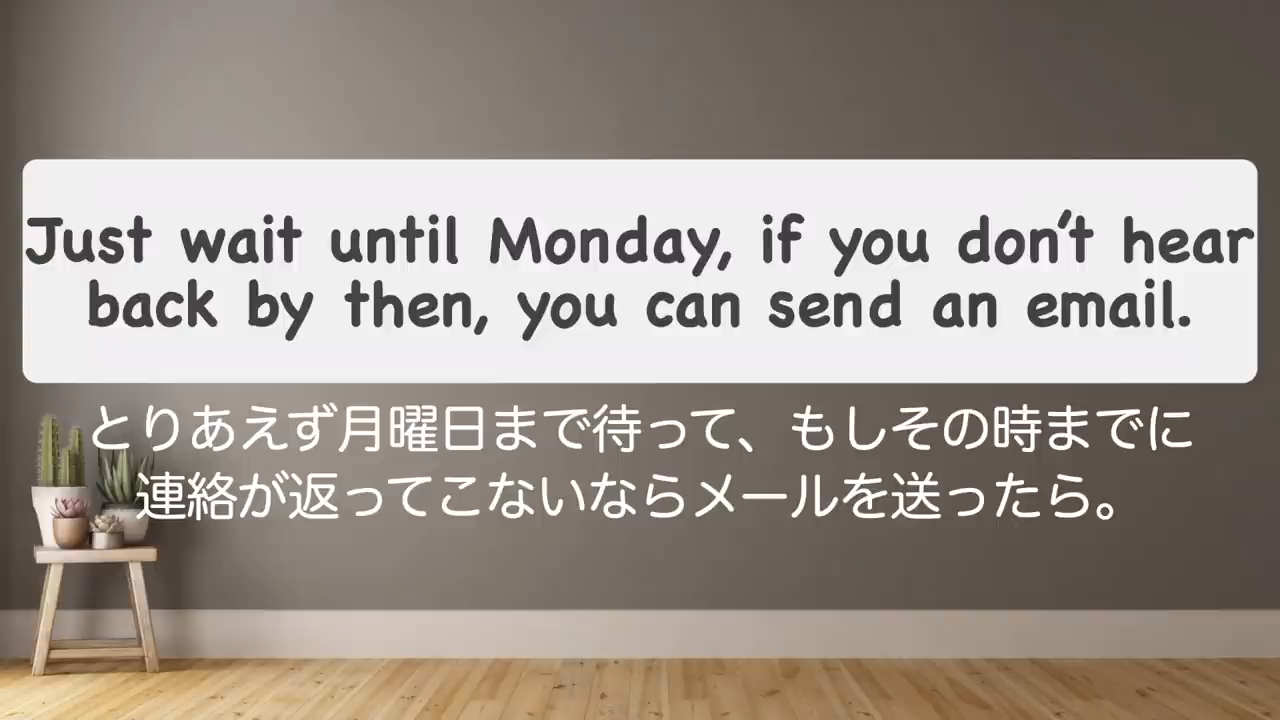 Just wait until Monday, if you don't hear
back by then, you can send an email.
とりあえず月曜日まで待って、もしその時までに
連絡が返ってこないならメールを送ったら。